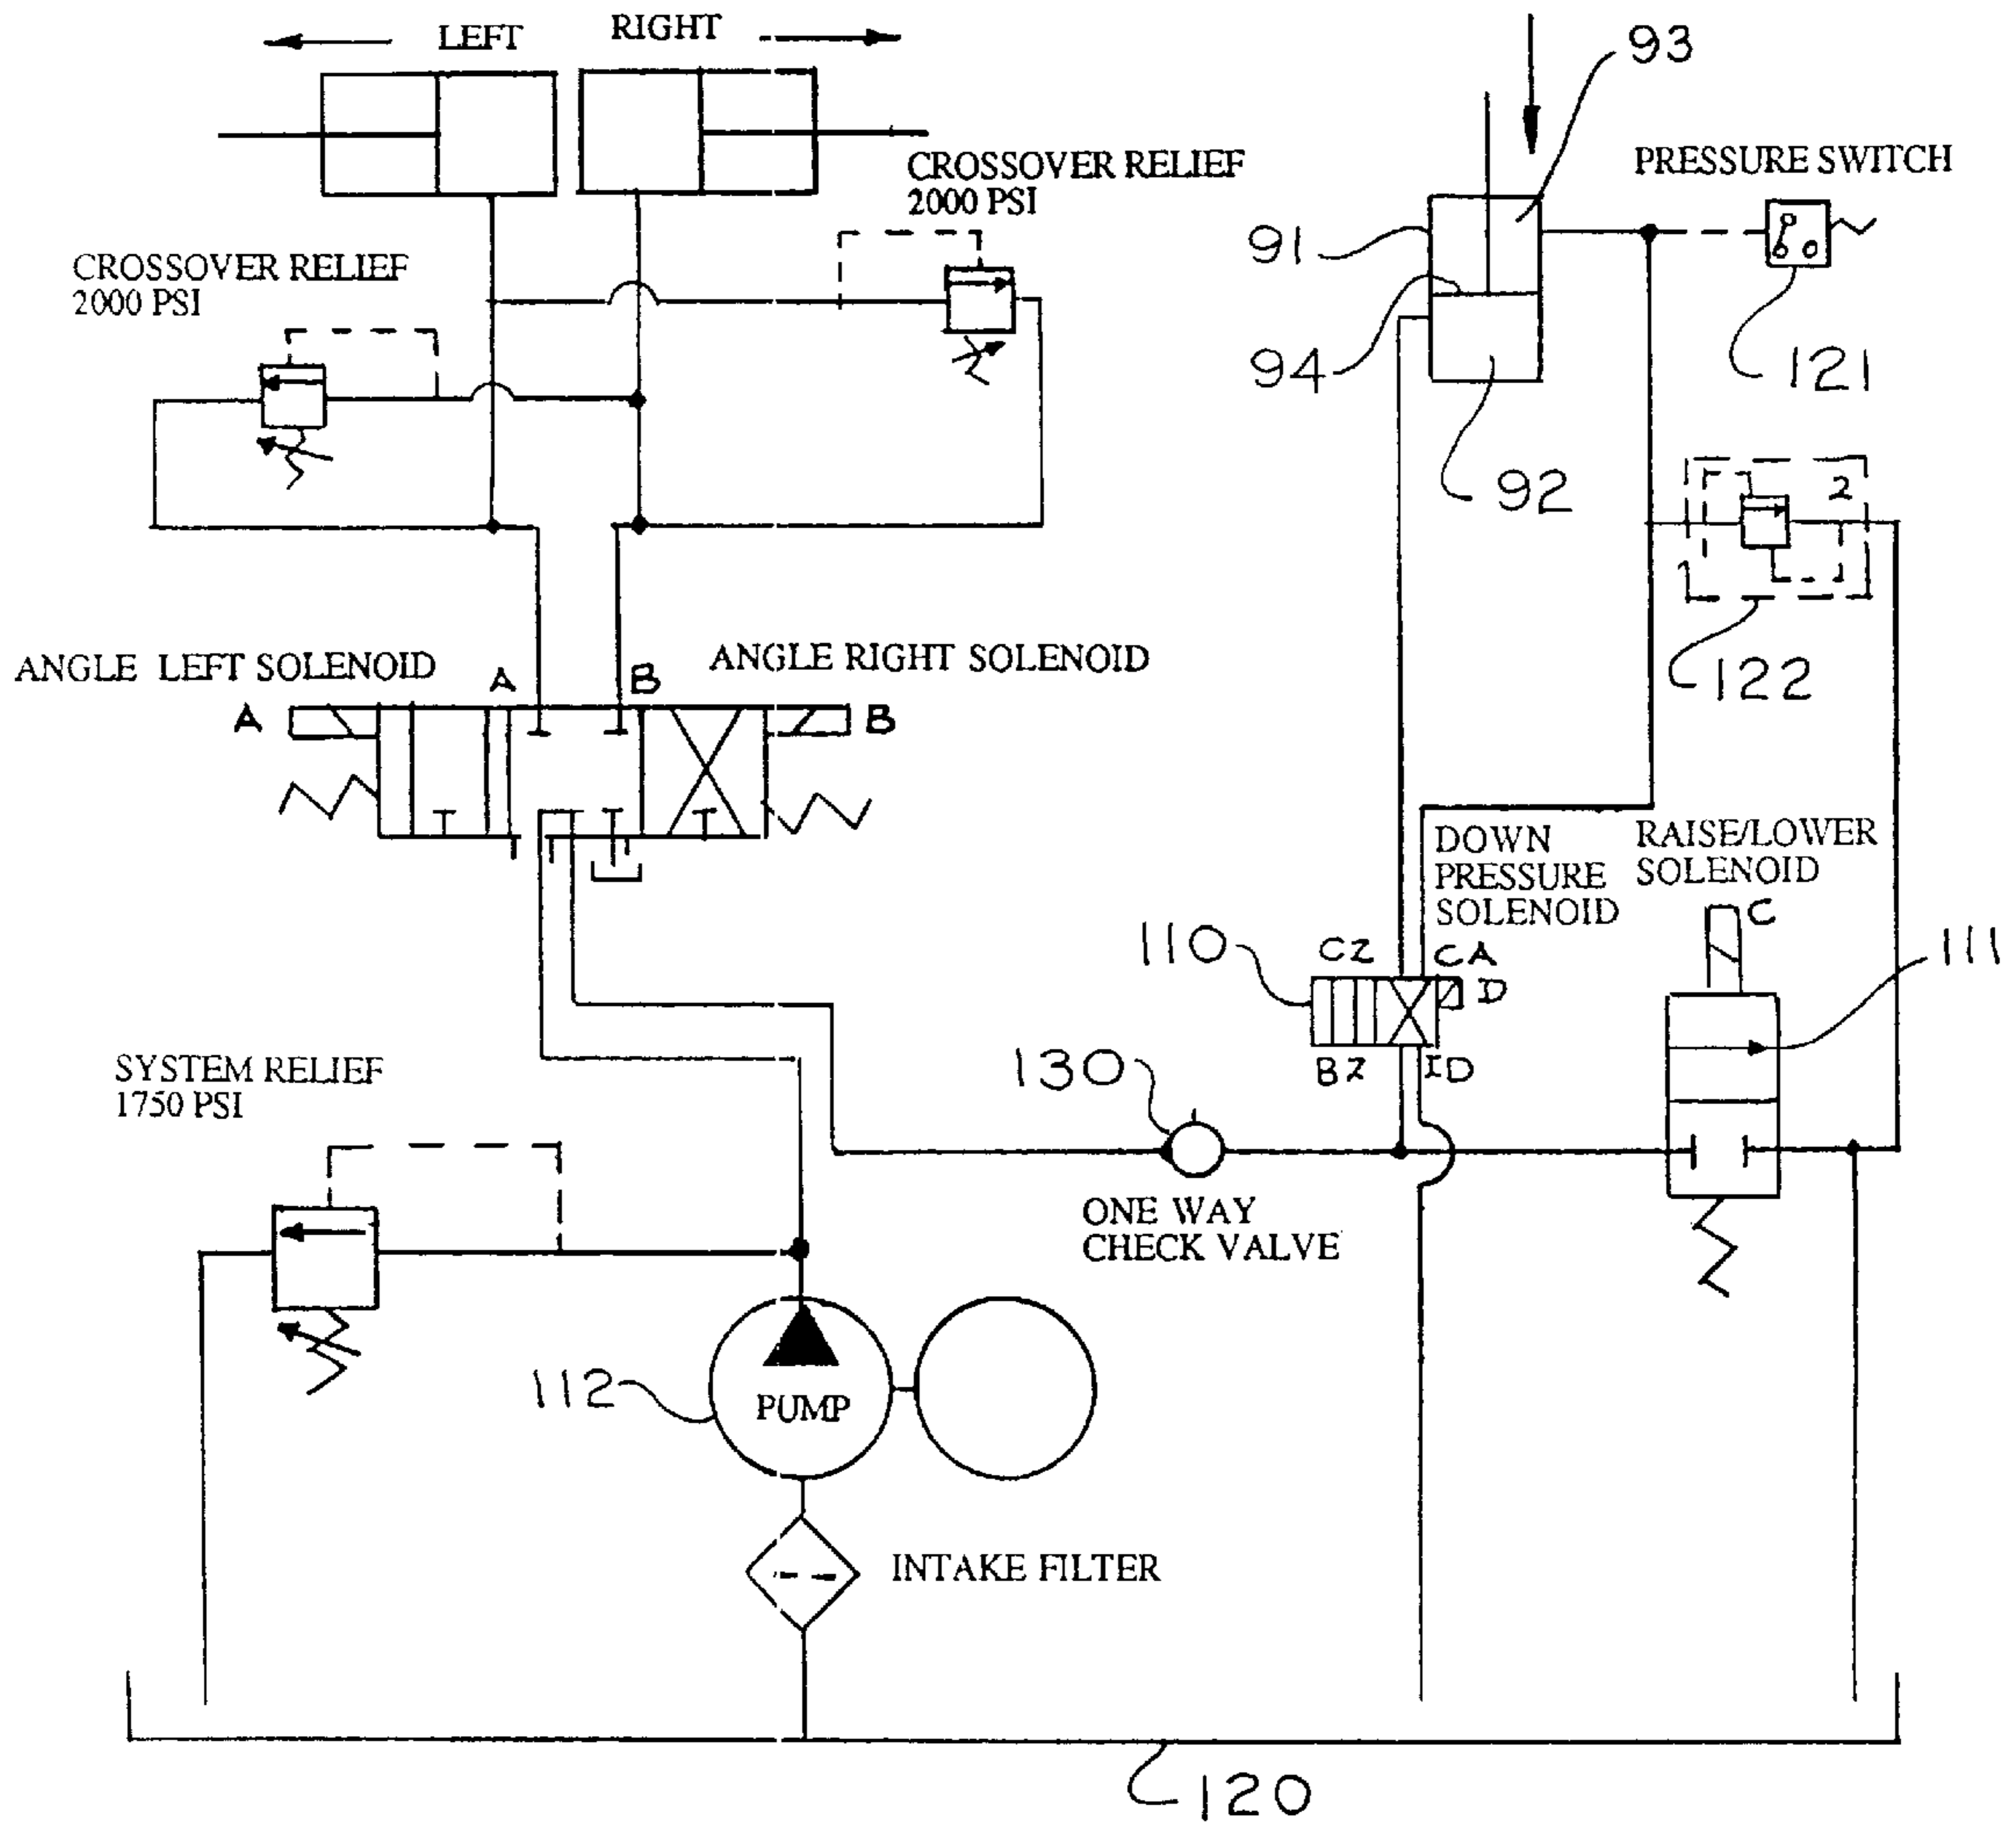 LEFT
RIGHT
93
CROSSOVER RELIEF
2000 PSI
PRESSURE SWITCH
91
CROSSOVER RELIEF
2000 PSI
94
121
92
2
1
122
ANGLE LEFT SOLENOID
A
B
ANGLE RIGHT SOLENOID
A
B
DOWN
PRESSURE
SOLENOID
RAISE/LOWER
SOLENOID
C
110
CZ
CA
D
111
BZ
ID
130
SYSTEM RELIEF
1750 PSI
ONE WAY
CHECK VALVE
112
PUMP
INTAKE FILTER
120